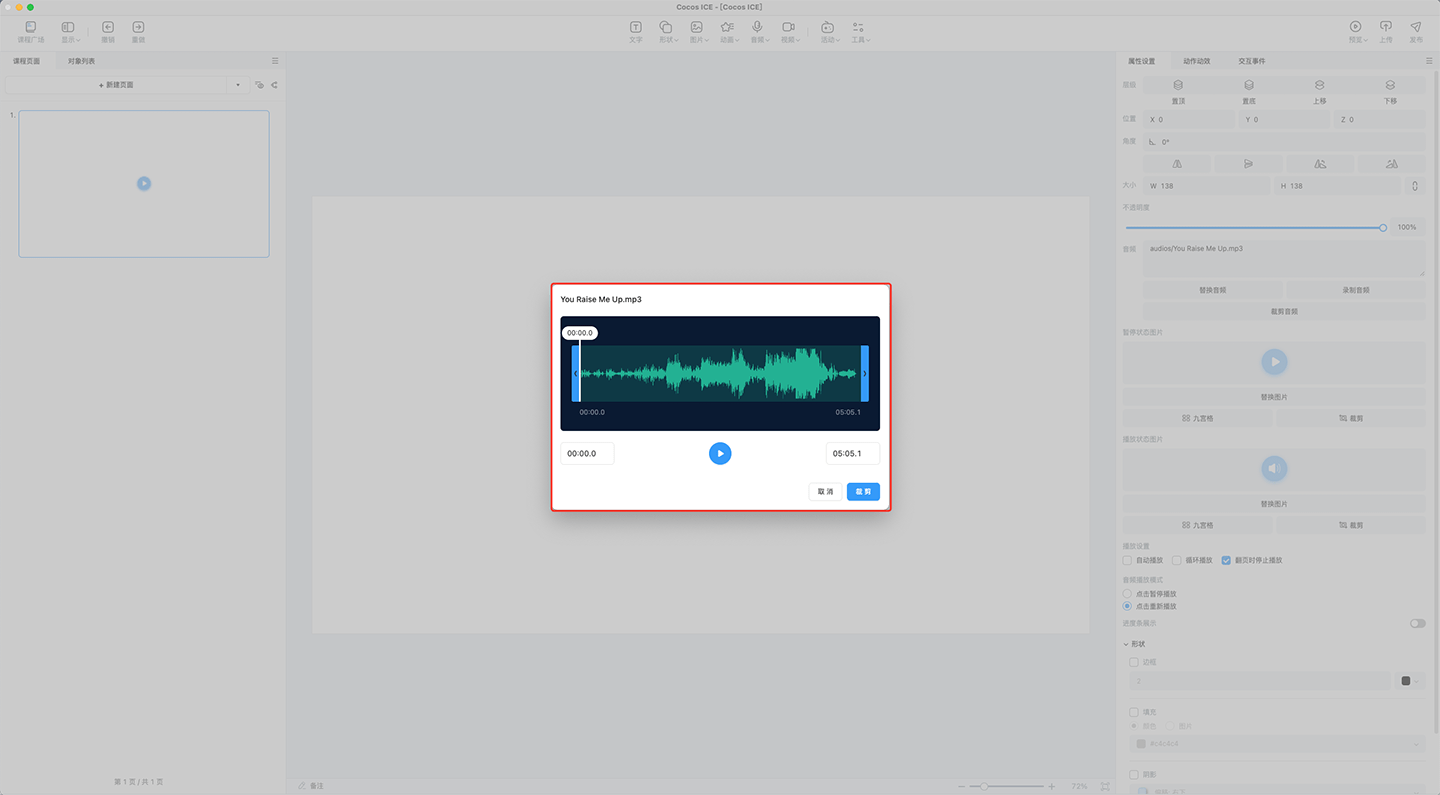 Cocos ICE - [Cocos ICE]
课程广场 显示 撤销 重做 文字 形状 图片 动画 音频 视频 活动 工具 预览 上传 发布
课程页面 对象列表
+ 新建页面
1.
第 1 页 / 共 1 页
备注
72%
You Raise Me Up.mp3
00:00.0
00:00.0 05:05.1
00:00.0 05:05.1
取 消 裁 剪
属性设置 动作动效 交互事件
层级
置顶 置底 上移 下移
位置 X 0 Y 0 Z 0
角度 0°
大小 W 138 H 138
不透明度
100%
音频 audios/You Raise Me Up.mp3
替换音频 录制音频
裁剪音频
暂停状态图片
替换图片
九宫格 裁剪
播放状态图片
替换图片
九宫格 裁剪
播放设置
自动播放 循环播放 翻页时停止播放
音频播放模式
点击暂停播放
点击重新播放
进度条展示
形状
边框
2
填充
颜色 图片
#c4c4c4
阴影